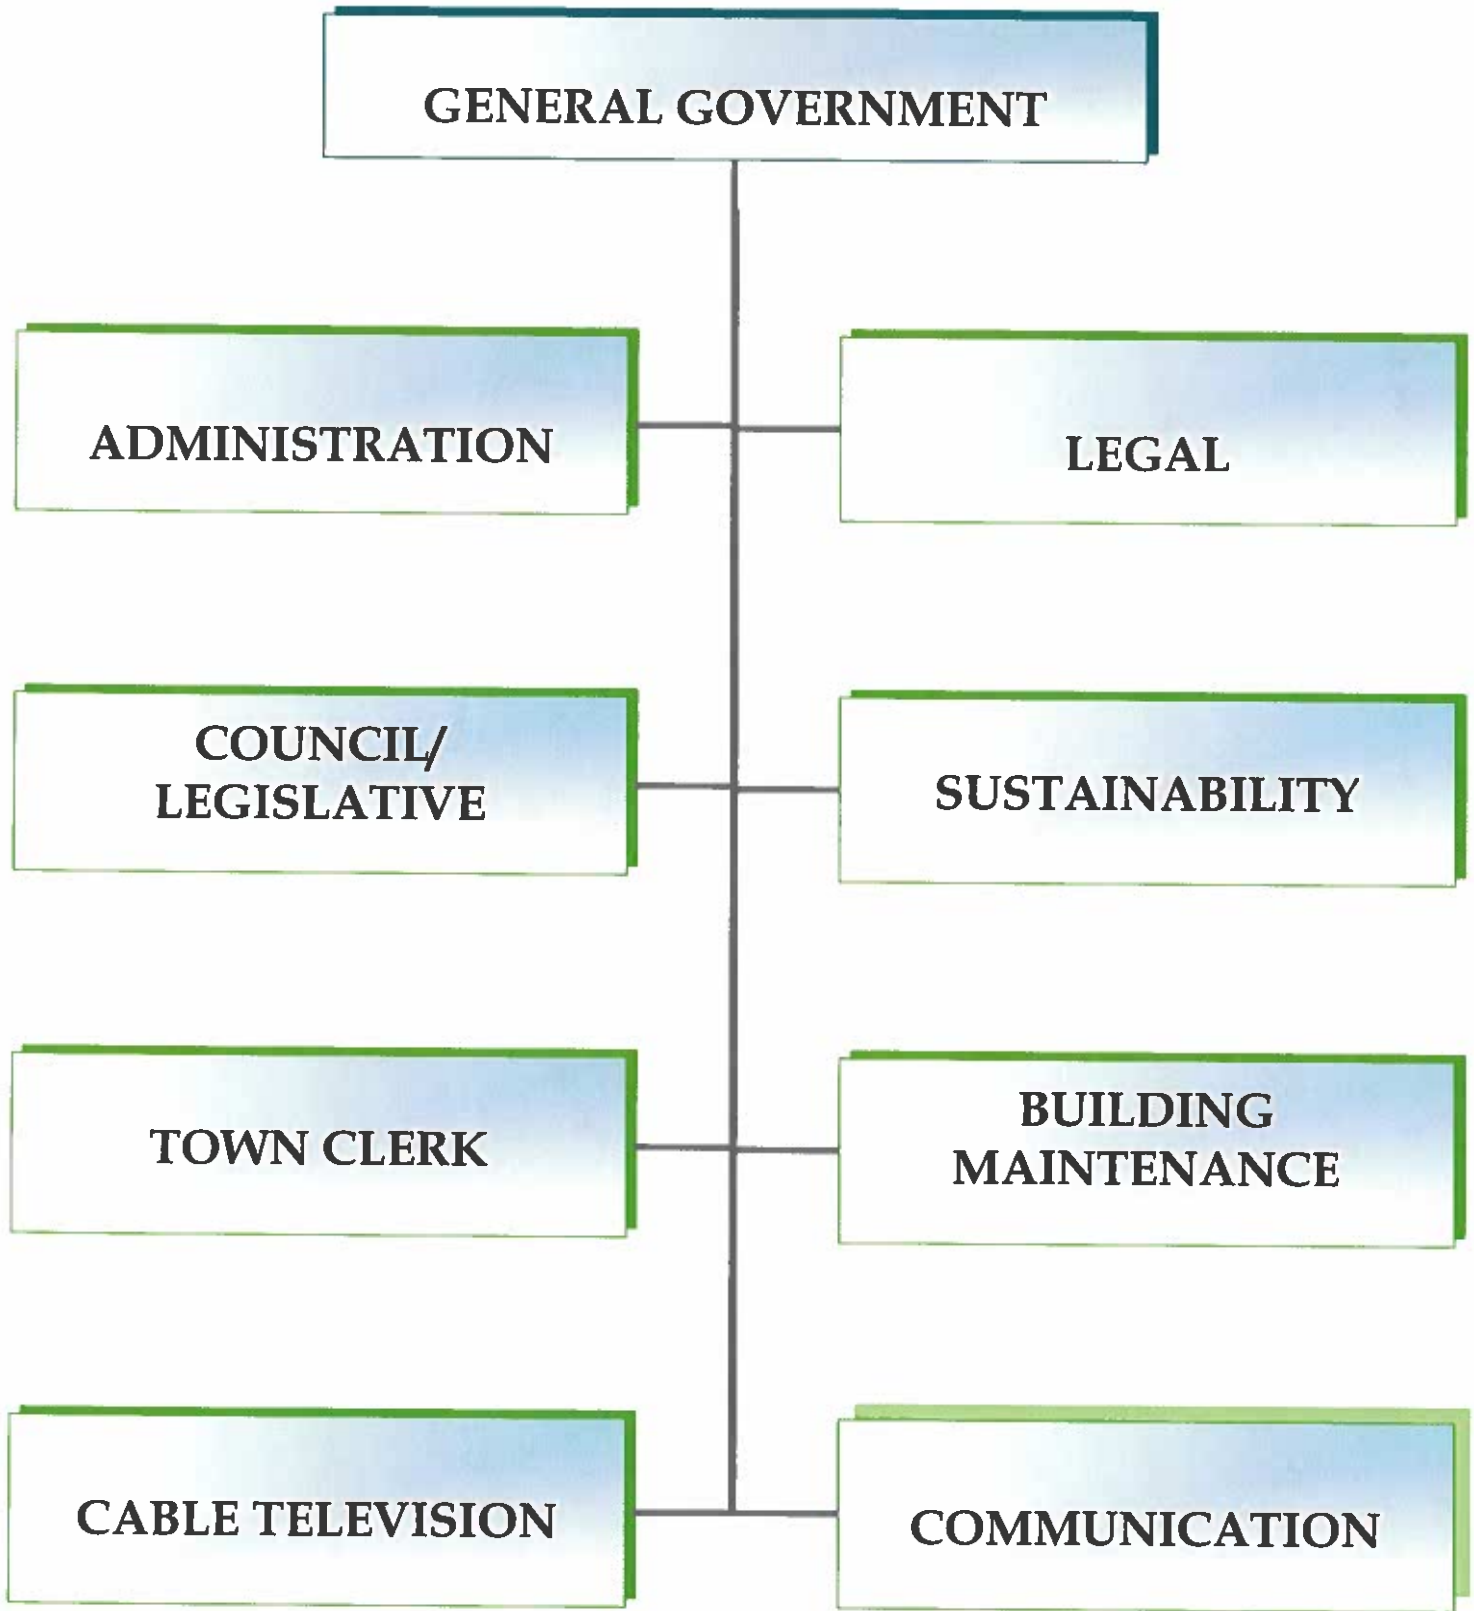 GENERAL GOVERNMENT
ADMINISTRATION
LEGAL
COUNCIL/
LEGISLATIVE
SUSTAINABILITY
TOWN CLERK
BUILDING
MAINTENANCE
CABLE TELEVISION
COMMUNICATION